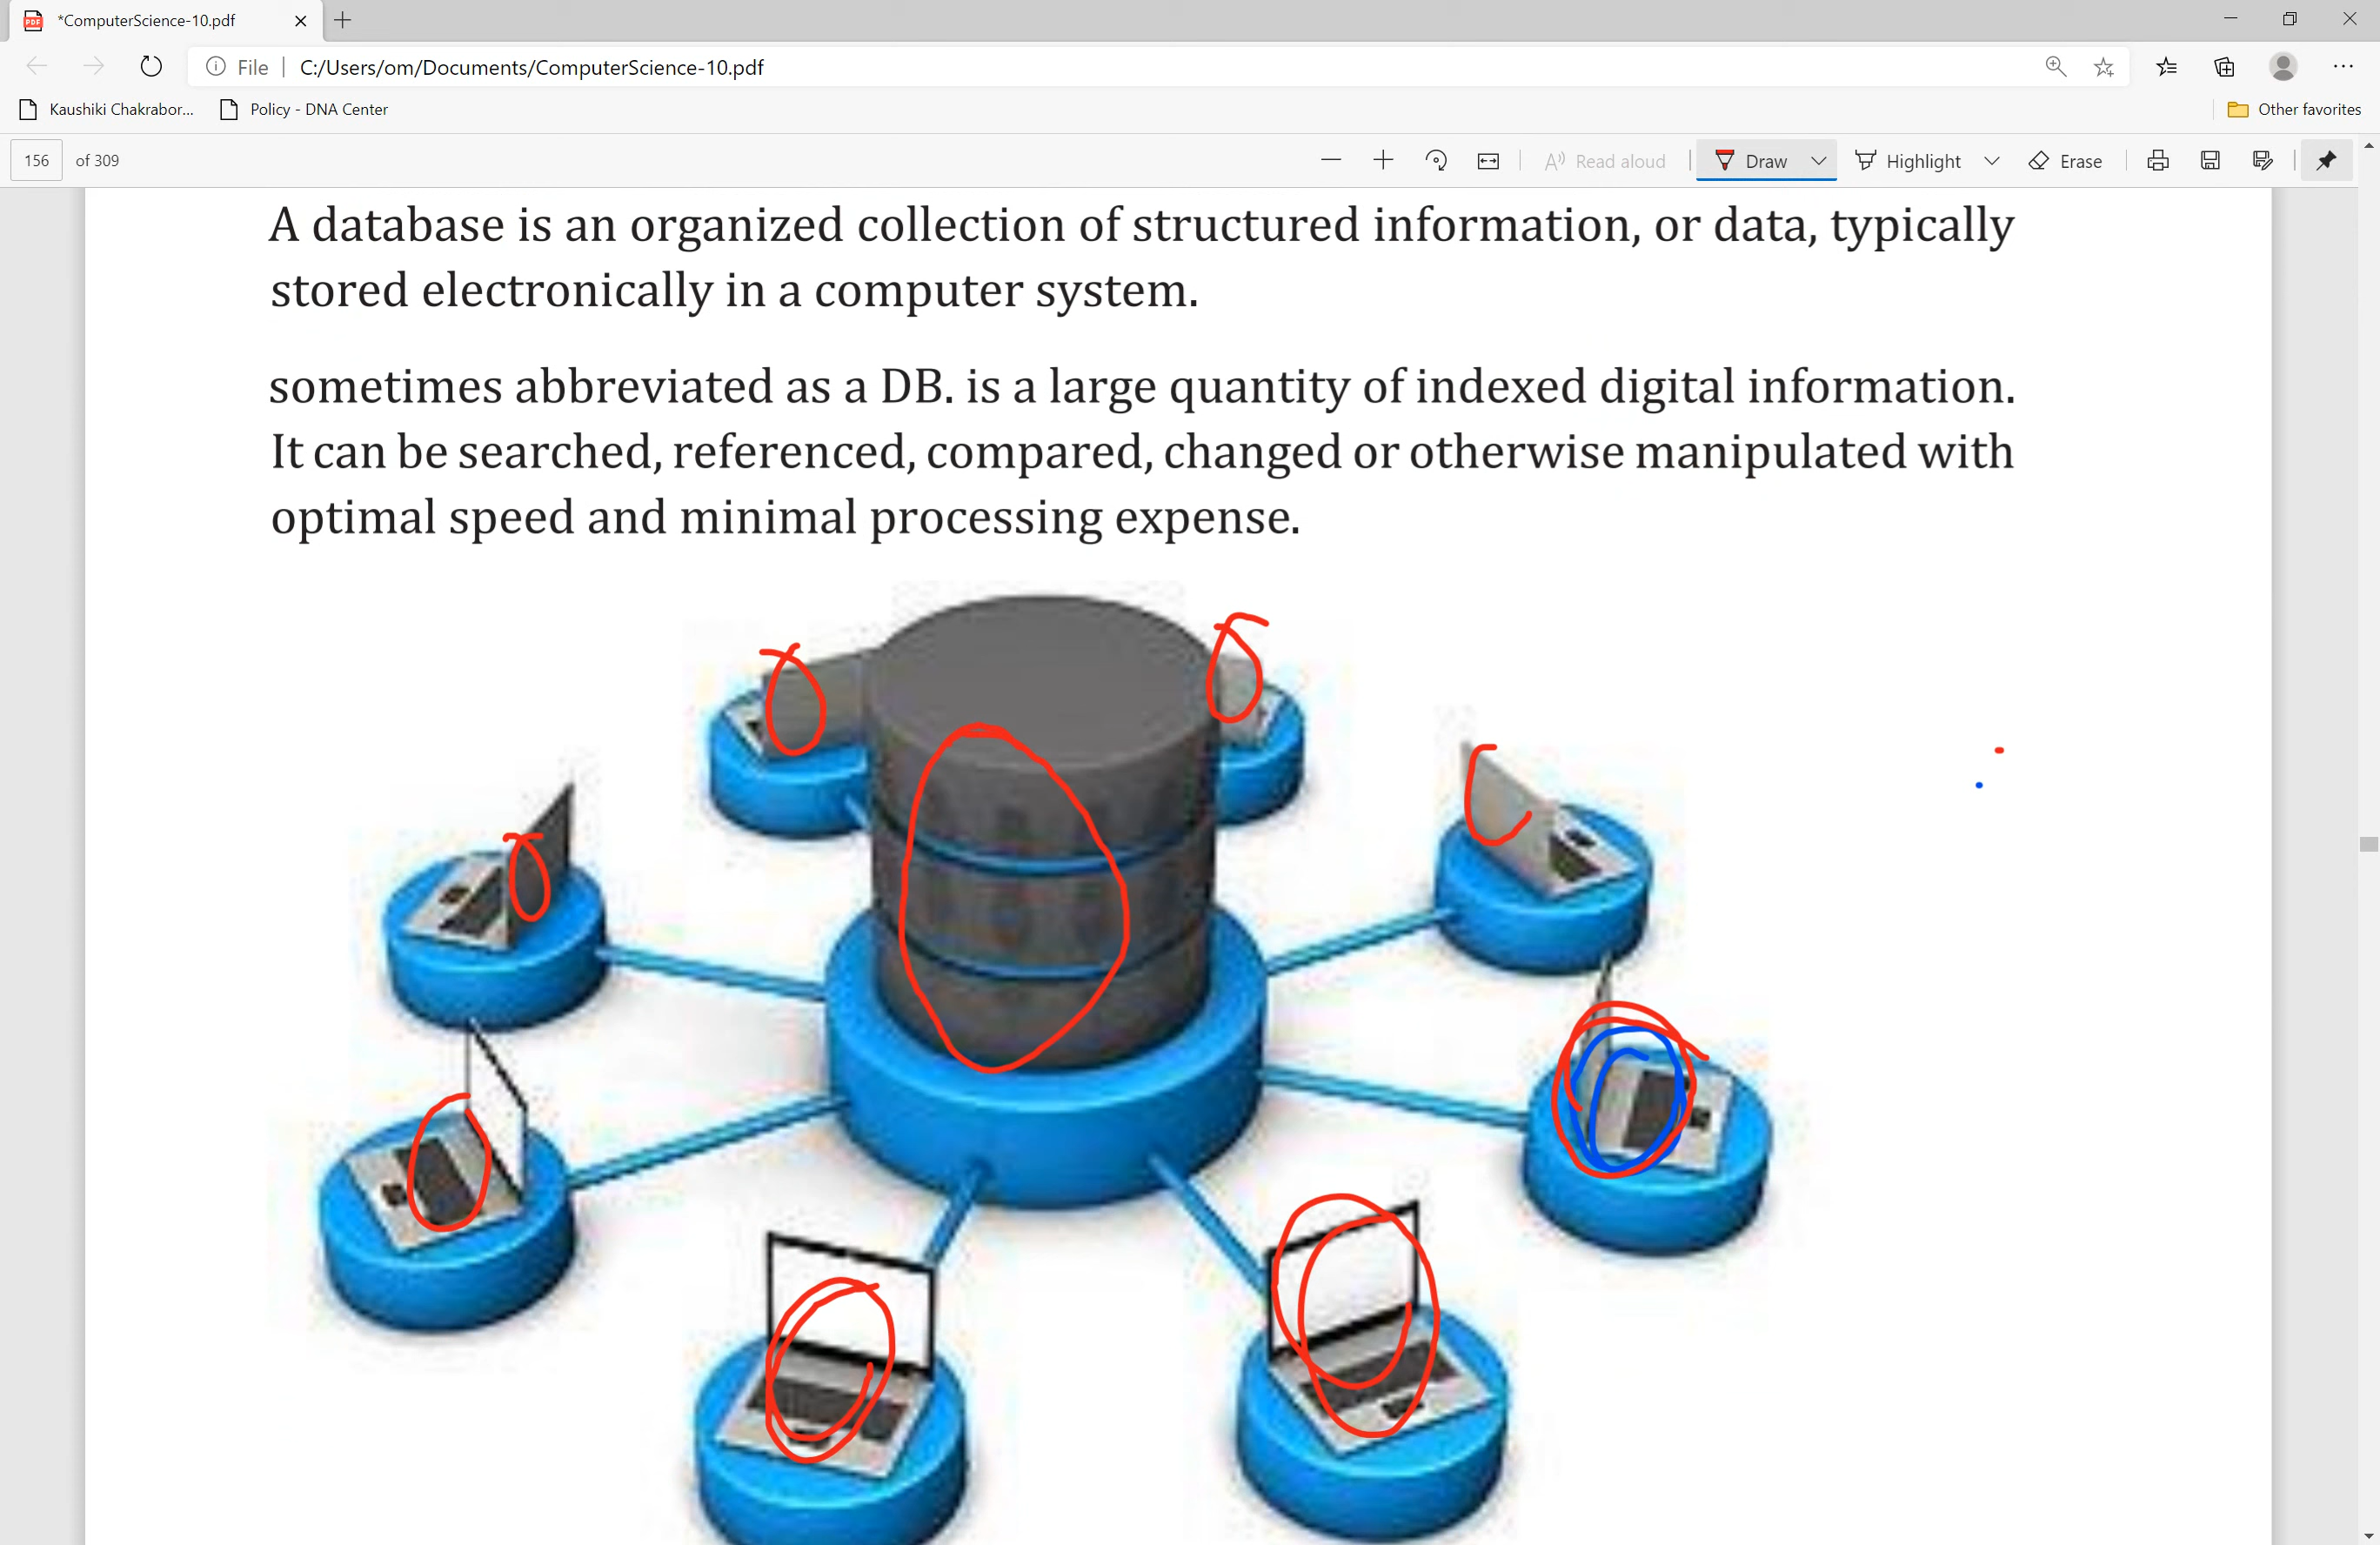 *ComputerScience-10.pdf
File C:/Users/om/Documents/ComputerScience-10.pdf
Kaushiki Chakrabor... Policy - DNA Center Other favorites
156 of 309 Read aloud Draw Highlight Erase
A database is an organized collection of structured information, or data, typically
stored electronically in a computer system.
sometimes abbreviated as a DB. is a large quantity of indexed digital information.
It can be searched, referenced, compared, changed or otherwise manipulated with
optimal speed and minimal processing expense.